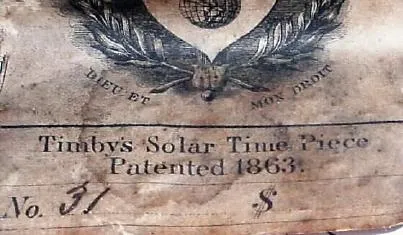 DIEU ET MON DROIT
Timby's Solar Time Piece
Patented 1863.
No. 31 $